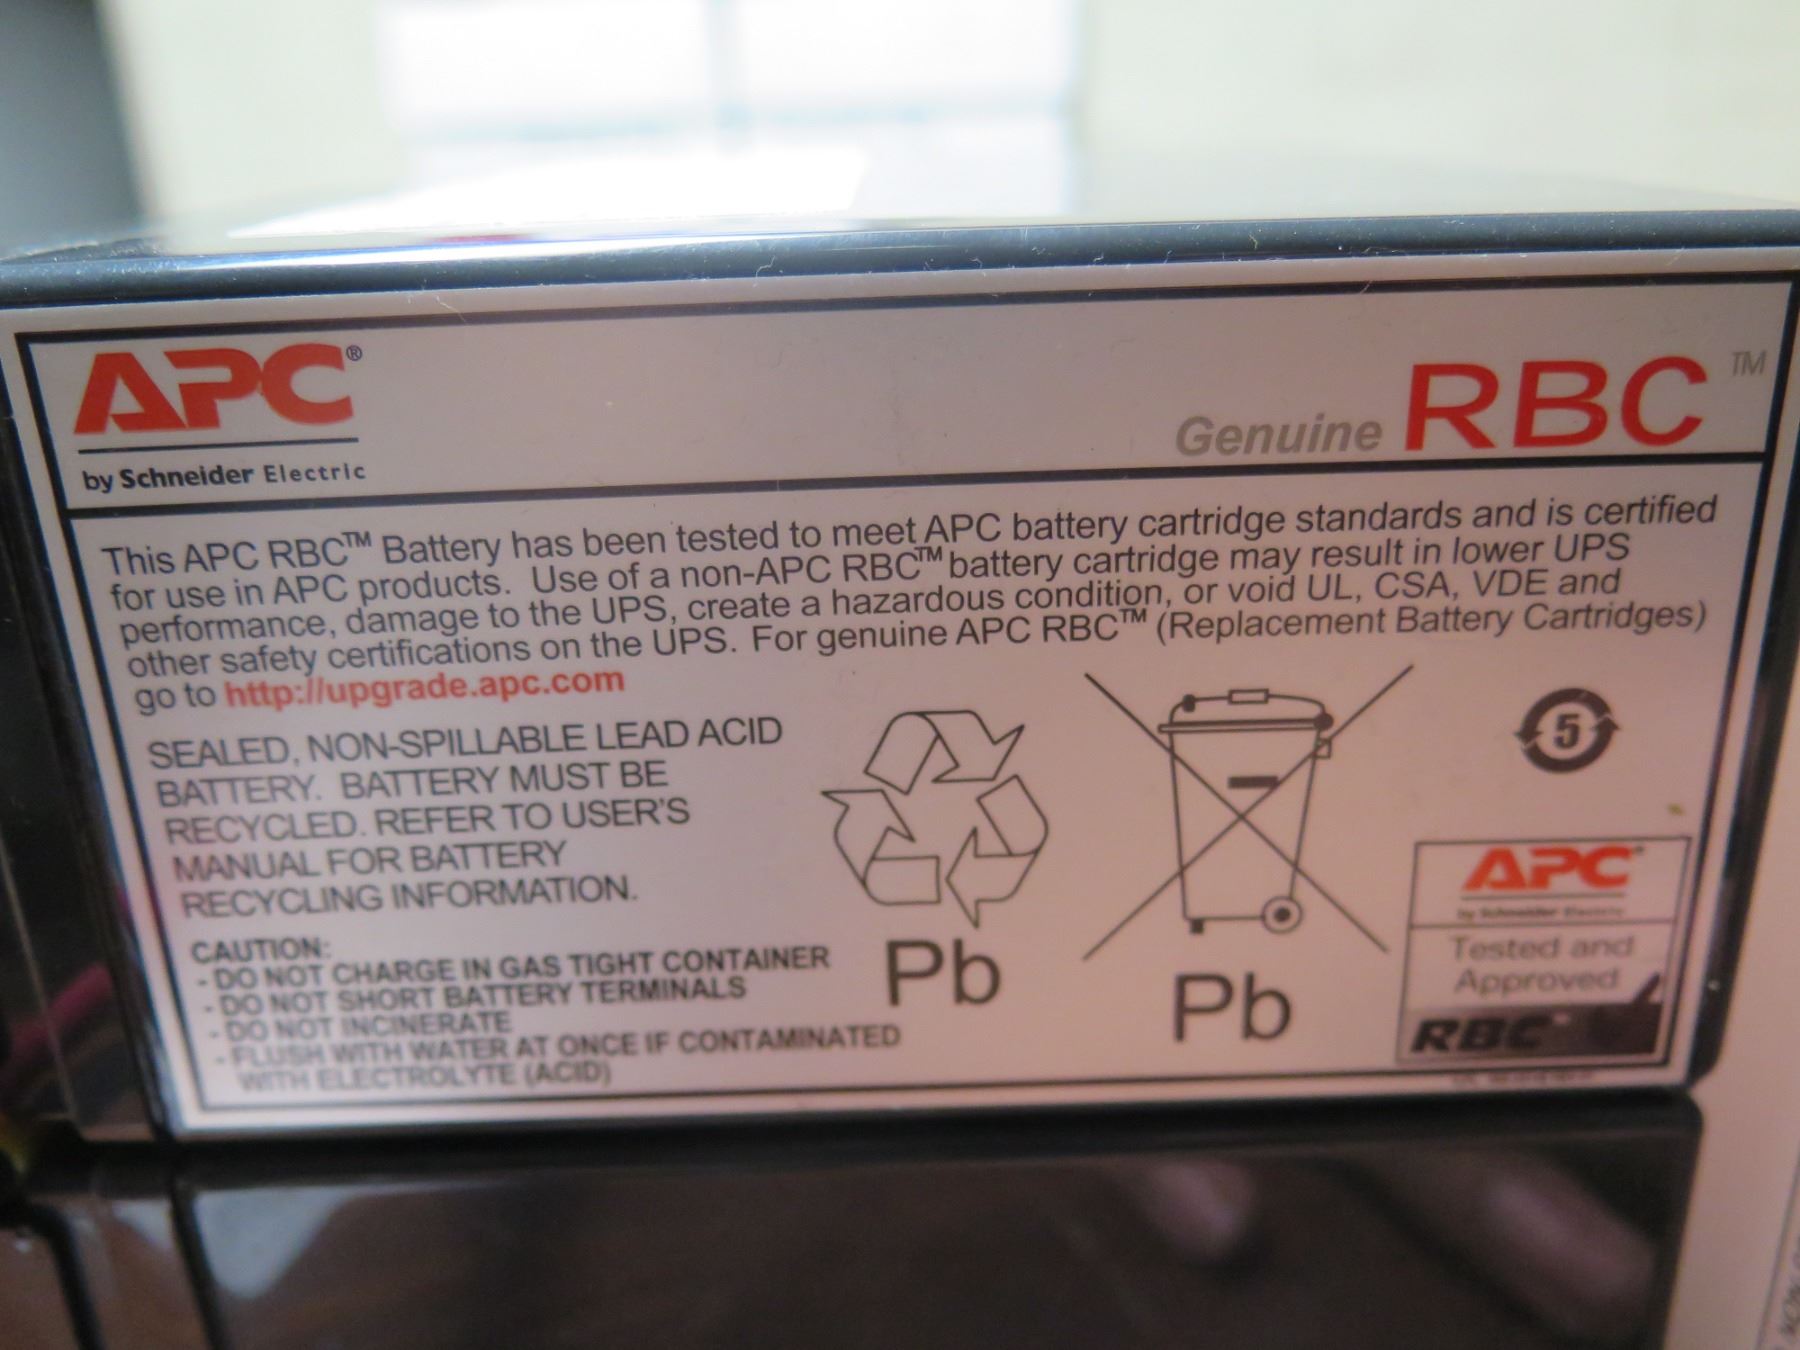 APC®
by Schneider Electric
Genuine RBC™
This APC RBC™ Battery has been tested to meet APC battery cartridge standards and is certified
for use in APC products. Use of a non-APC RBC™ battery cartridge may result in lower UPS
performance, damage to the UPS, create a hazardous condition, or void UL, CSA, VDE and
other safety certifications on the UPS. For genuine APC RBC™ (Replacement Battery Cartridges)
go to http://upgrade.apc.com
SEALED, NON-SPILLABLE LEAD ACID
BATTERY. BATTERY MUST BE
RECYCLED. REFER TO USER'S
MANUAL FOR BATTERY
RECYCLING INFORMATION.
CAUTION:
- DO NOT CHARGE IN GAS TIGHT CONTAINER
- DO NOT SHORT BATTERY TERMINALS
- DO NOT INCINERATE
- FLUSH WITH WATER AT ONCE IF CONTAMINATED
WITH ELECTROLYTE (ACID)
Pb
Pb
5
APC
by Schneider Electric
Tested and
Approved
RBC